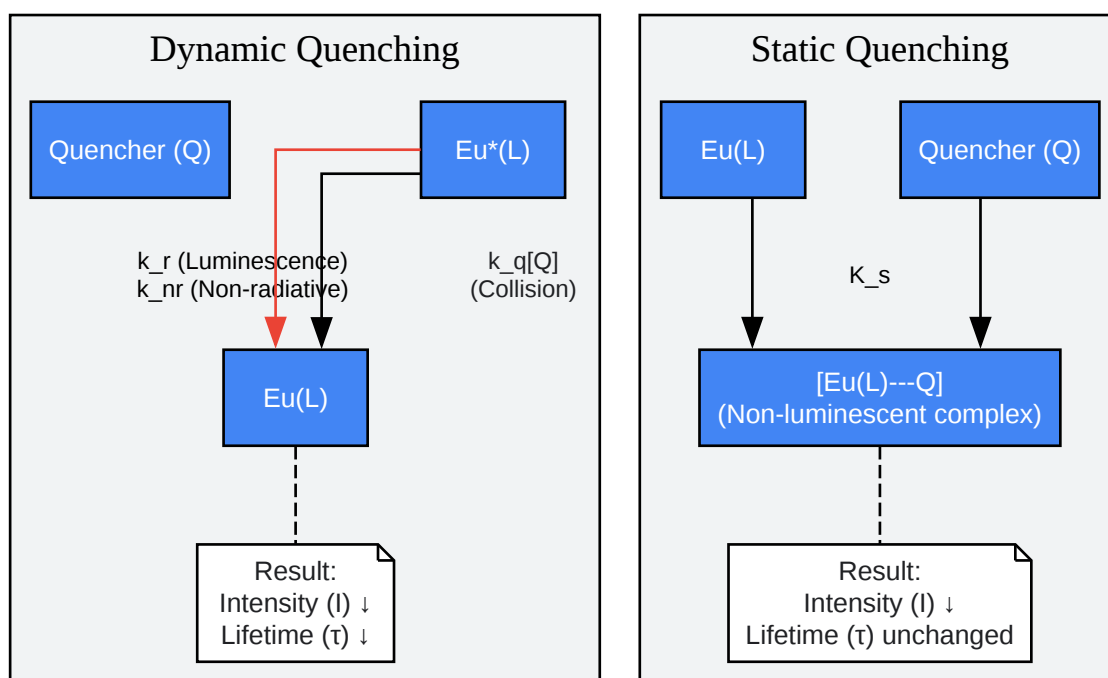 Dynamic Quenching
Quencher (Q)
Eu*(L)
k_r (Luminescence)
k_nr (Non-radiative)
k_q[Q]
(Collision)
Eu(L)
Result:
Intensity (I) ↓
Lifetime (τ) ↓
Static Quenching
Eu(L)
Quencher (Q)
K_s
[Eu(L)---Q]
(Non-luminescent complex)
Result:
Intensity (I) ↓
Lifetime (τ) unchanged